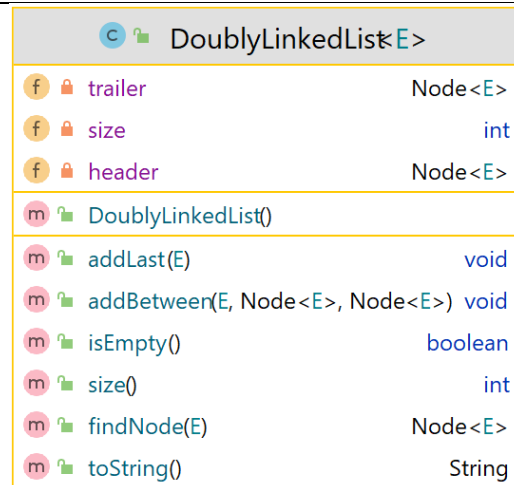 C DoublyLinkedList<E>
f trailer Node<E>
f size int
f header Node<E>
m DoublyLinkedList()
m addLast(E) void
m addBetween(E, Node<E>, Node<E>) void
m isEmpty() boolean
m size() int
m findNode(E) Node<E>
m toString() String